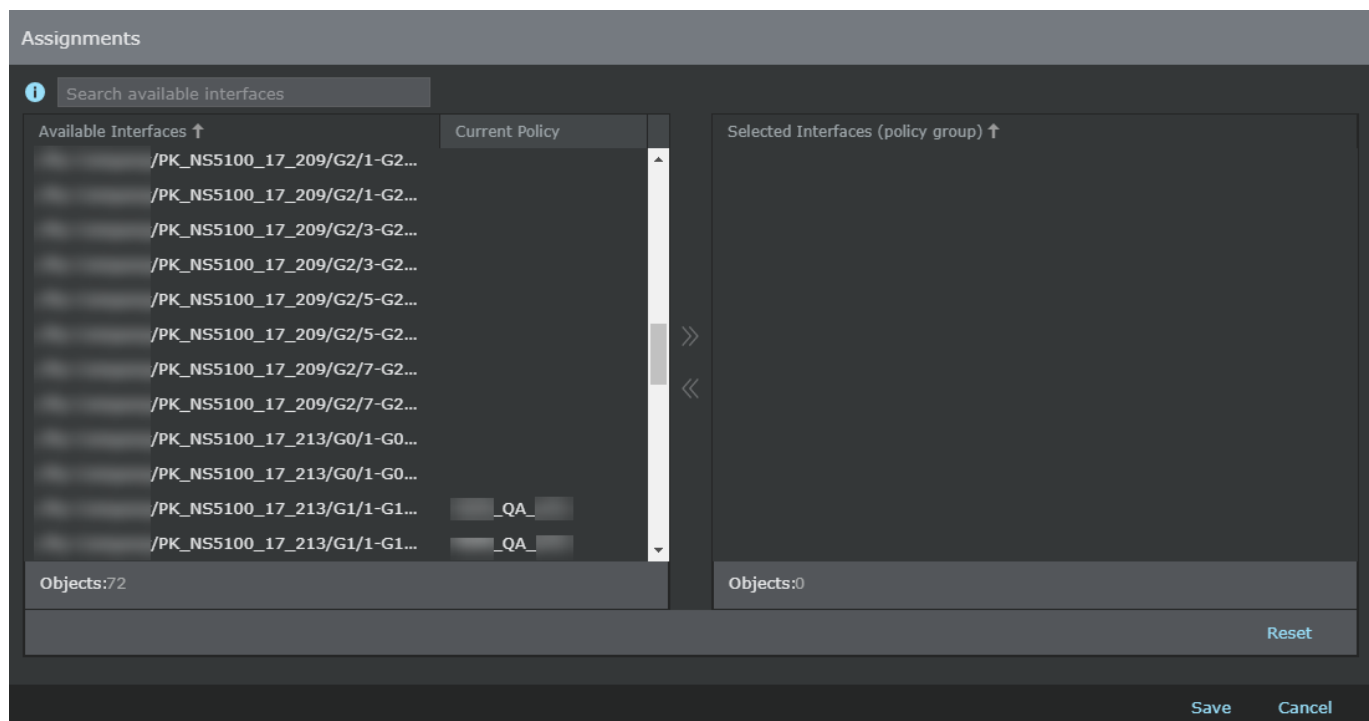 Assignments
Search available interfaces
Available Interfaces ↑ Current Policy Selected Interfaces (policy group) ↑
/PK_NS5100_17_209/G2/1-G2...
/PK_NS5100_17_209/G2/1-G2...
/PK_NS5100_17_209/G2/3-G2...
/PK_NS5100_17_209/G2/3-G2...
/PK_NS5100_17_209/G2/5-G2...
/PK_NS5100_17_209/G2/5-G2...
/PK_NS5100_17_209/G2/7-G2...
/PK_NS5100_17_209/G2/7-G2...
/PK_NS5100_17_213/G0/1-G0...
/PK_NS5100_17_213/G0/1-G0...
/PK_NS5100_17_213/G1/1-G1... _QA_
/PK_NS5100_17_213/G1/1-G1... _QA_
Objects:72 Objects:0
Reset
Save Cancel